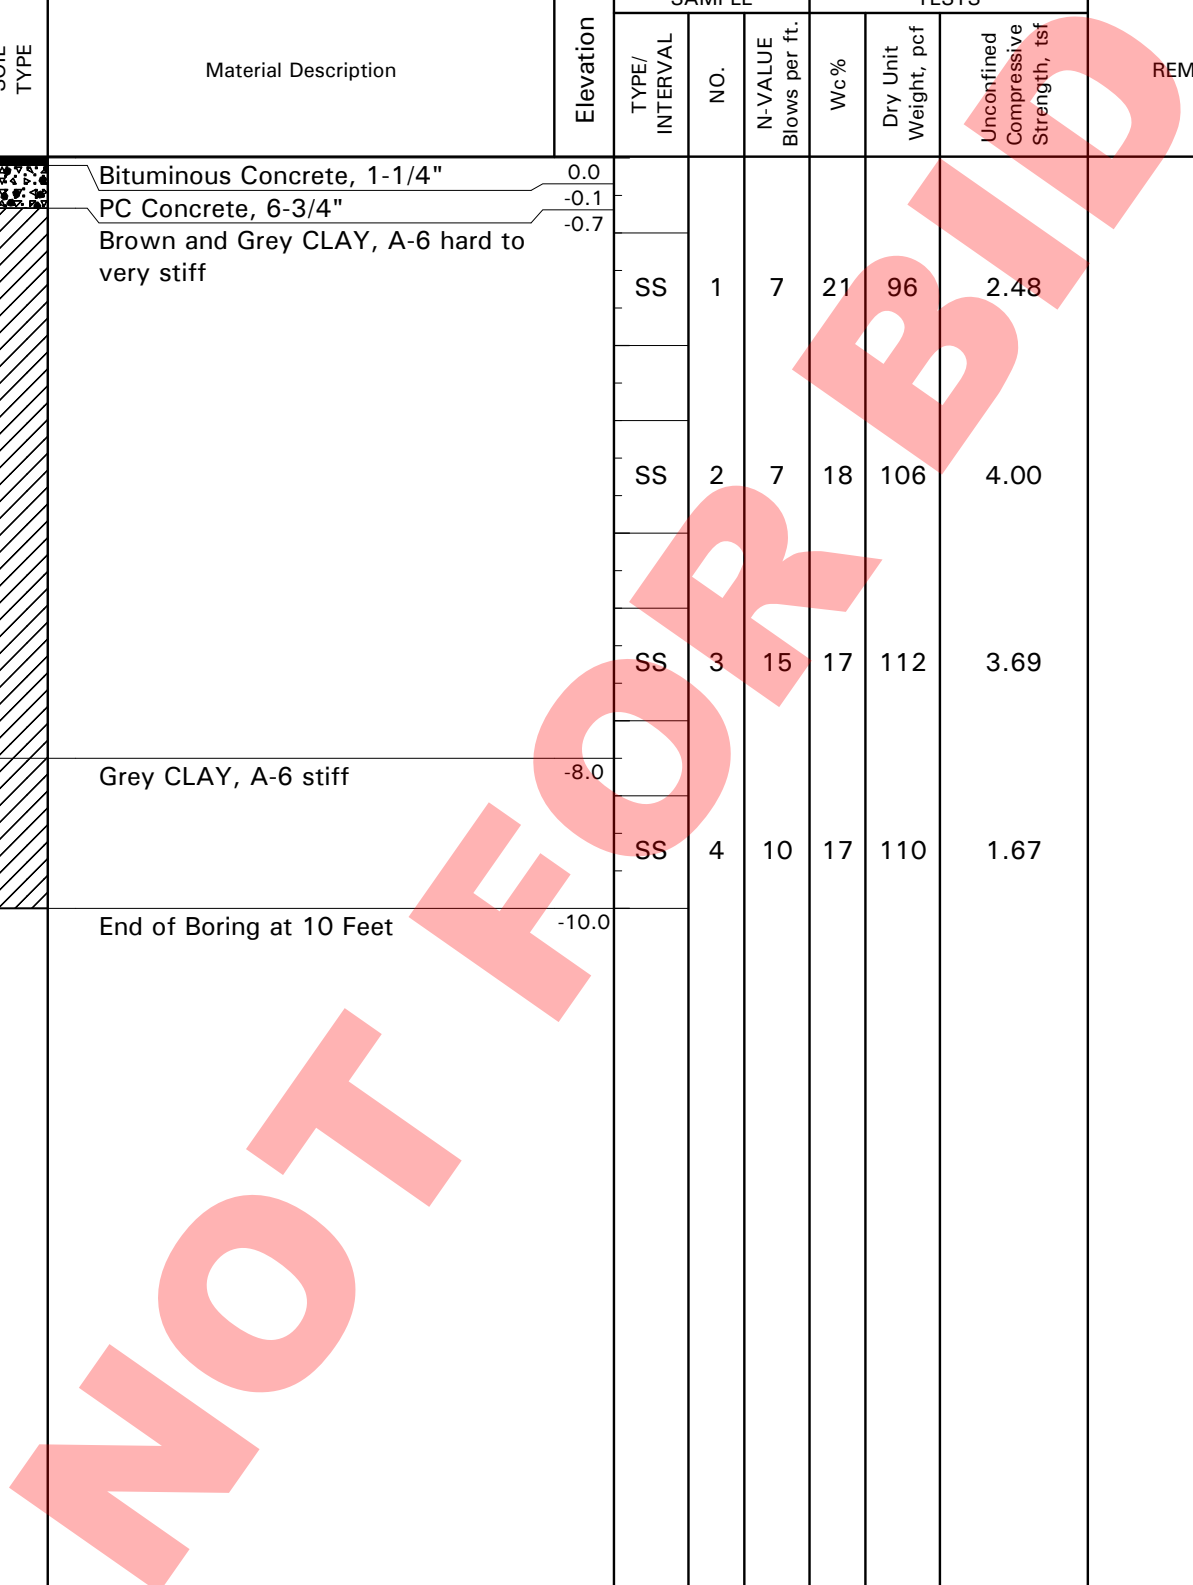 SAMPLE
TESTS
SOIL
TYPE
Material Description
Elevation
TYPE/
INTERVAL
NO.
N-VALUE
Blows per ft.
Wc%
Dry Unit
Weight, pcf
Unconfined
Compressive
Strength, tsf
REM
Bituminous Concrete, 1-1/4" 0.0
-0.1
PC Concrete, 6-3/4"
-0.7
Brown and Grey CLAY, A-6 hard to
very stiff
SS 1 7 21 96 2.48
SS 2 7 18 106 4.00
SS 3 15 17 112 3.69
Grey CLAY, A-6 stiff -8.0
SS 4 10 17 110 1.67
End of Boring at 10 Feet -10.0
NOT FOR BID